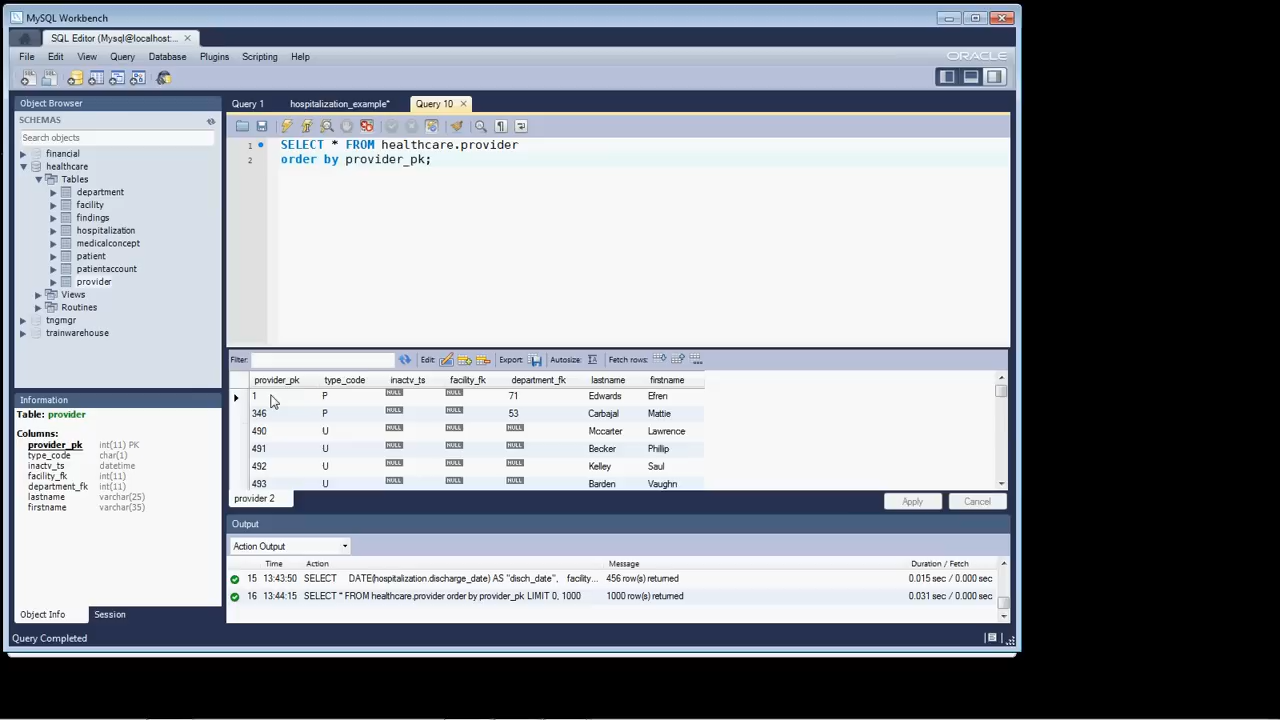 MySQL Workbench
SQL Editor (Mysql@localhost:...
File Edit View Query Database Plugins Scripting Help
ORACLE
Object Browser
SCHEMAS
Search objects
financial
healthcare
Tables
department
facility
findings
hospitalization
medicalconcept
patient
patientaccount
provider
Views
Routines
tngmgr
trainwarehouse
Information
Table: provider
Columns:
provider_pk int(11) PK
type_code char(1)
inactv_ts datetime
facility_fk int(11)
department_fk int(11)
lastname varchar(25)
firstname varchar(35)
Object Info Session
Query Completed
Query 1 hospitalization_example* Query 10
1 SELECT * FROM healthcare.provider
2 order by provider_pk;
Filter: Edit: Export: Autosize: Fetch rows:
provider_pk type_code inactv_ts facility_fk department_fk lastname firstname
1 P NULL NULL 71 Edwards Efren
346 P NULL NULL 53 Carbajal Mattie
490 U NULL NULL NULL Mccarter Lawrence
491 U NULL NULL NULL Becker Phillip
492 U NULL NULL NULL Kelley Saul
493 U NULL NULL NULL Barden Vaughn
provider 2
Apply Cancel
Output
Action Output
Time Action Message Duration / Fetch
15 13:43:50 SELECT DATE(hospitalization.discharge_date) AS "disch_date", facility... 456 row(s) returned 0.015 sec / 0.000 sec
16 13:44:15 SELECT * FROM healthcare.provider order by provider_pk LIMIT 0, 1000 1000 row(s) returned 0.031 sec / 0.000 sec